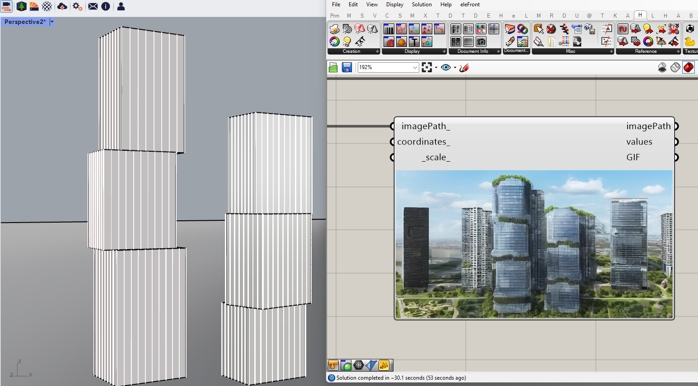 File Edit View Display Solution Help eleFront
Perspective2*
Creation
Display
Document Info
Document...
Misc
Reference
192%
imagePath_
imagePath
coordinates_
values
_scale_
GIF
Solution completed in ~30.1 seconds (53 seconds ago)